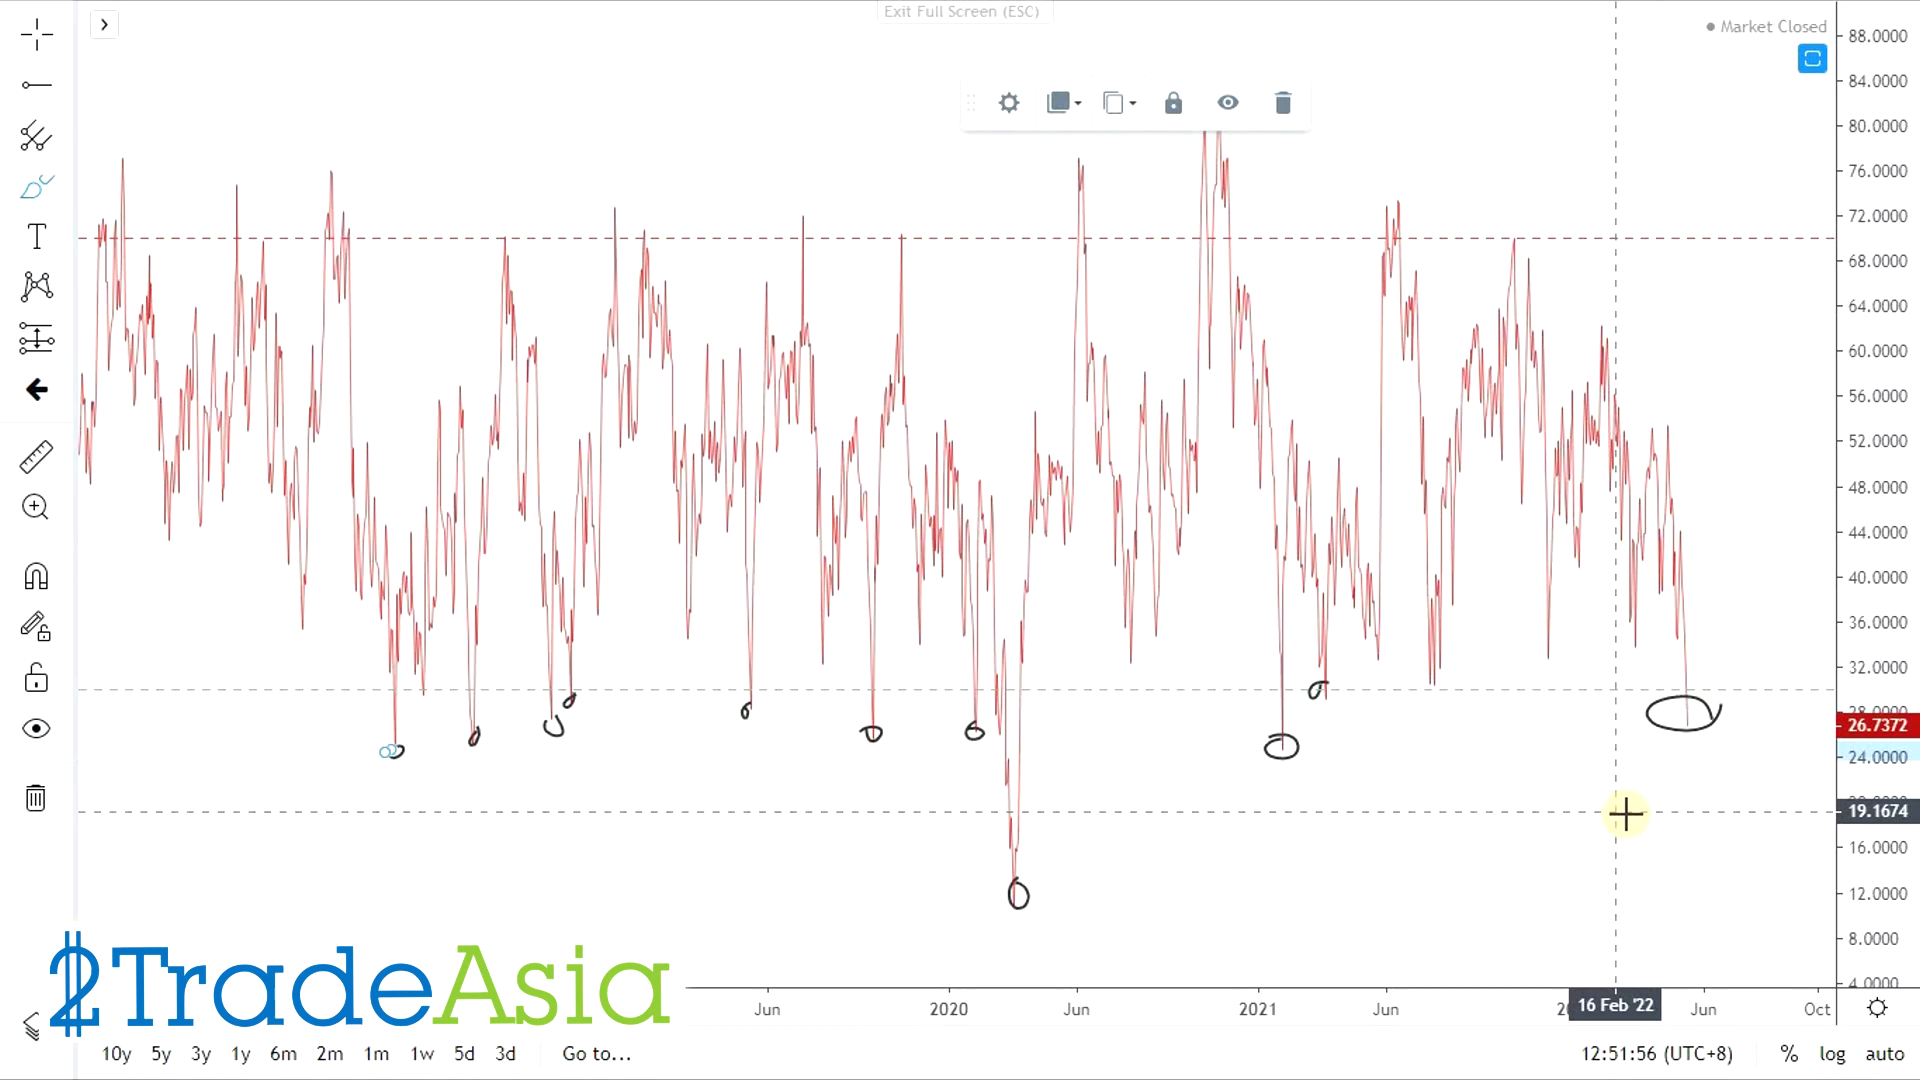 Exit Full Screen (ESC)
Market Closed
88.0000
84.0000
80.0000
76.0000
72.0000
68.0000
64.0000
60.0000
56.0000
52.0000
48.0000
44.0000
40.0000
36.0000
32.0000
28.0000
26.7372
24.0000
19.1674
16.0000
12.0000
8.0000
4.0000
2TradeAsia
Jun
2020
Jun
2021
Jun
16 Feb '22
Jun
Oct
10y 5y 3y 1y 6m 2m 1m 1w 5d 3d Go to...
12:51:56 (UTC+8) % log auto